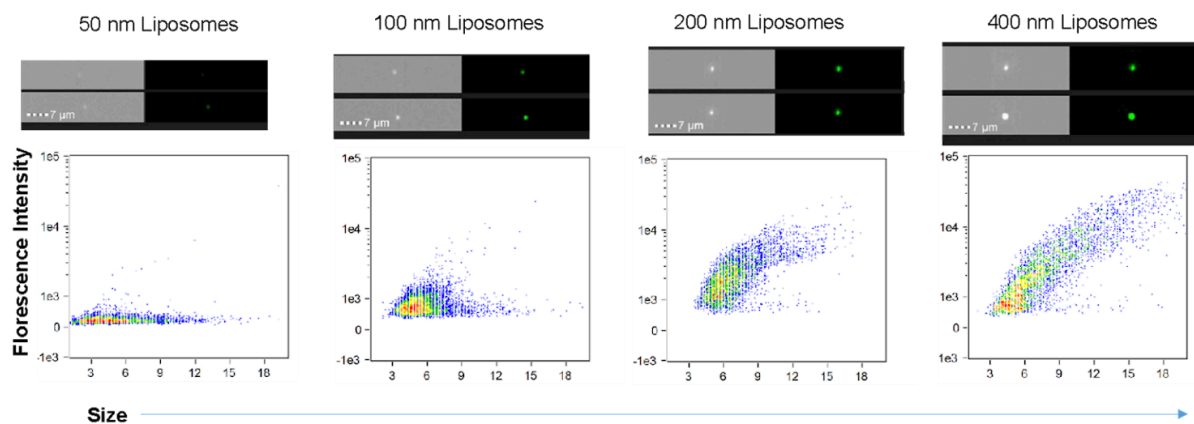 50 nm Liposomes
100 nm Liposomes
200 nm Liposomes
400 nm Liposomes
7 µm
7 µm
7 µm
7 µm
Florescence Intensity
1e5
1e4
1e3
0
-1e3
3 6 9 12 15 18
1e5
1e4
1e3
0
-1e3
3 6 9 12 15 18
1e5
1e4
1e3
0
-1e3
3 6 9 12 15 18
1e5
1e4
1e3
0
-1e3
3 6 9 12 15 18
Size